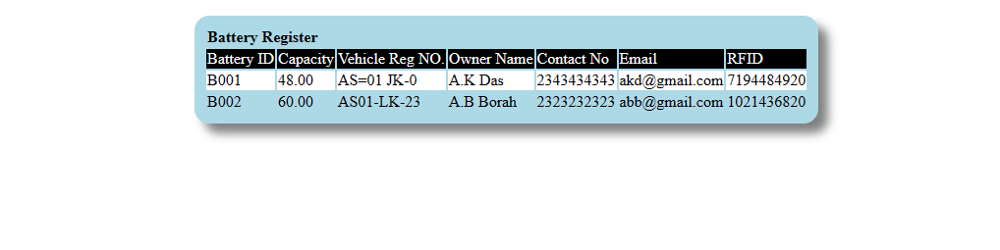 Battery Register
Battery ID Capacity Vehicle Reg NO. Owner Name Contact No Email RFID
B001 48.00 AS=01 JK-0 A.K Das 2343434343 akd@gmail.com 7194484920
B002 60.00 AS01-LK-23 A.B Borah 2323232323 abb@gmail.com 1021436820